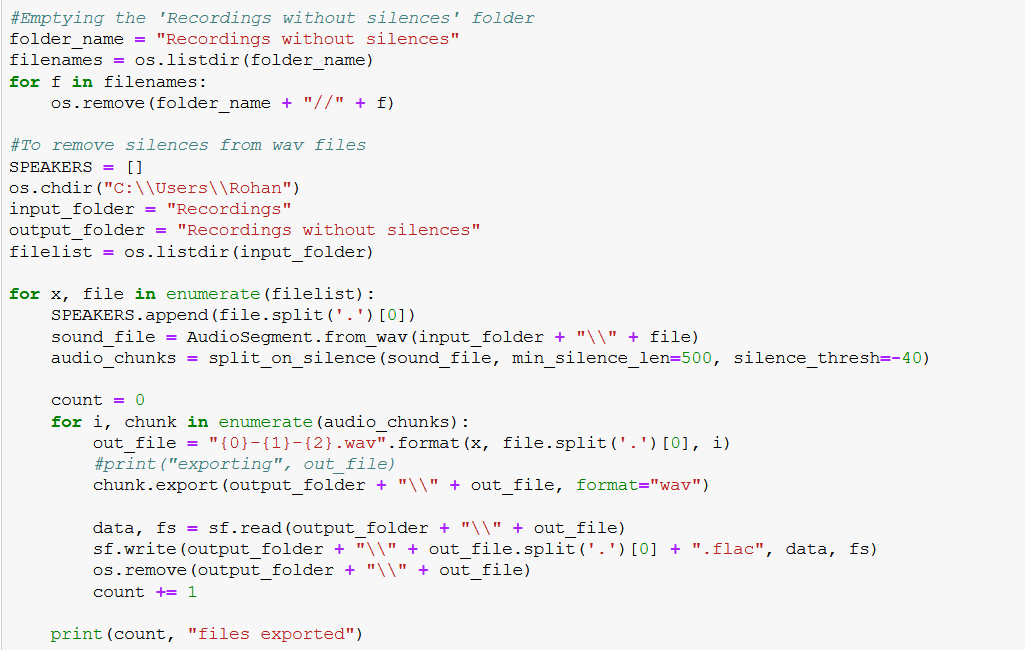 #Emptying the 'Recordings without silences' folder
folder_name = "Recordings without silences"
filenames = os.listdir(folder_name)
for f in filenames:
    os.remove(folder_name + "//" + f)

#To remove silences from wav files
SPEAKERS = []
os.chdir("C:\\Users\\Rohan")
input_folder = "Recordings"
output_folder = "Recordings without silences"
filelist = os.listdir(input_folder)

for x, file in enumerate(filelist):
    SPEAKERS.append(file.split('.')[0])
    sound_file = AudioSegment.from_wav(input_folder + "\\" + file)
    audio_chunks = split_on_silence(sound_file, min_silence_len=500, silence_thresh=-40)

    count = 0
    for i, chunk in enumerate(audio_chunks):
        out_file = "{0}-{1}-{2}.wav".format(x, file.split('.')[0], i)
        #print("exporting", out_file)
        chunk.export(output_folder + "\\" + out_file, format="wav")

        data, fs = sf.read(output_folder + "\\" + out_file)
        sf.write(output_folder + "\\" + out_file.split('.')[0] + ".flac", data, fs)
        os.remove(output_folder + "\\" + out_file)
        count += 1

    print(count, "files exported")